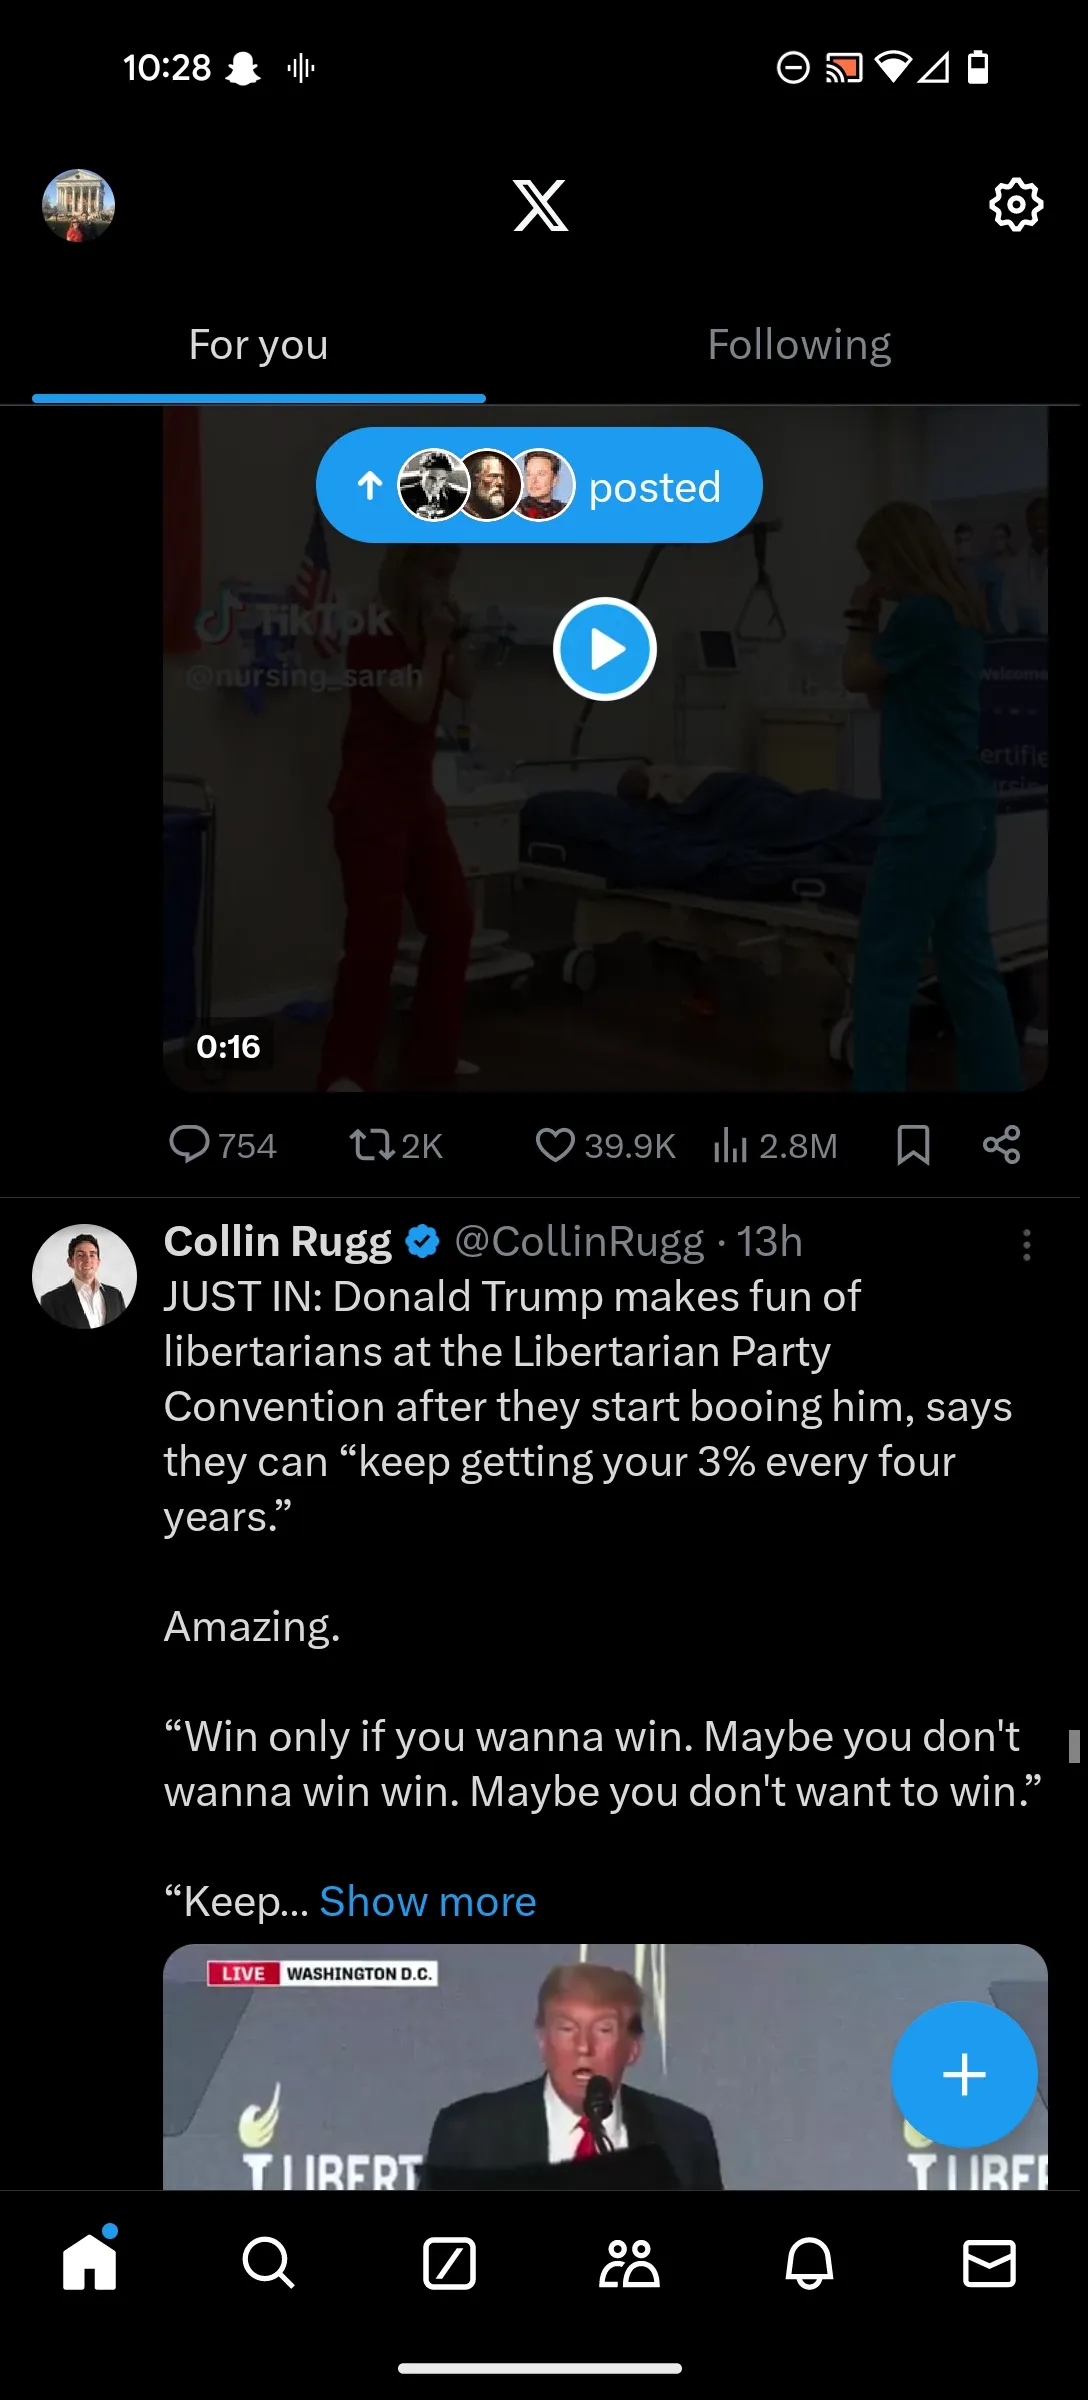 10:28
For you
Following
posted
TikTok
@nursing_sarah
Welcome
0:16
754
2K
39.9K
2.8M
Collin Rugg @CollinRugg · 13h
JUST IN: Donald Trump makes fun of
libertarians at the Libertarian Party
Convention after they start booing him, says
they can “keep getting your 3% every four
years.”
Amazing.
“Win only if you wanna win. Maybe you don't
wanna win win. Maybe you don't want to win.”
“Keep... Show more
LIVE WASHINGTON D.C.
LIBERT
LIBER